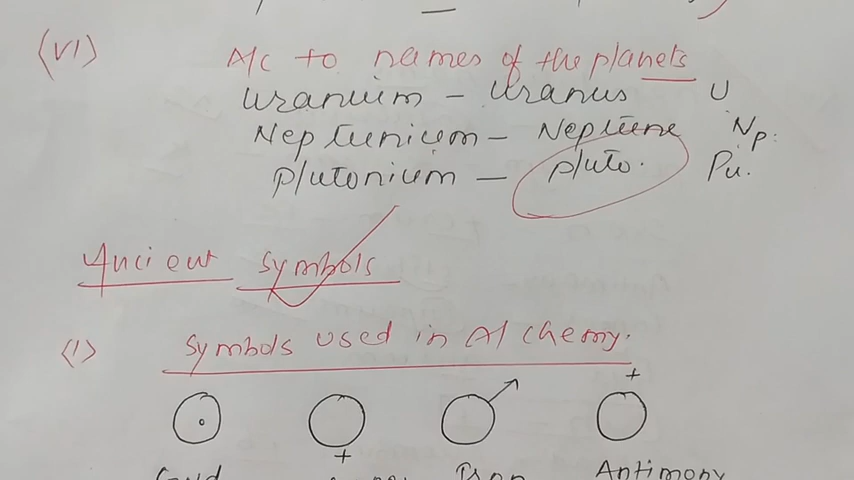 (VI) A/C to names of the planets
Uranium - Uranus U
Neptunium - Neptune Np.
Plutonium - Pluto. Pu.
Ancient Symbols
(1) Symbols used in Alchemy.
+
+
Iron Antimony